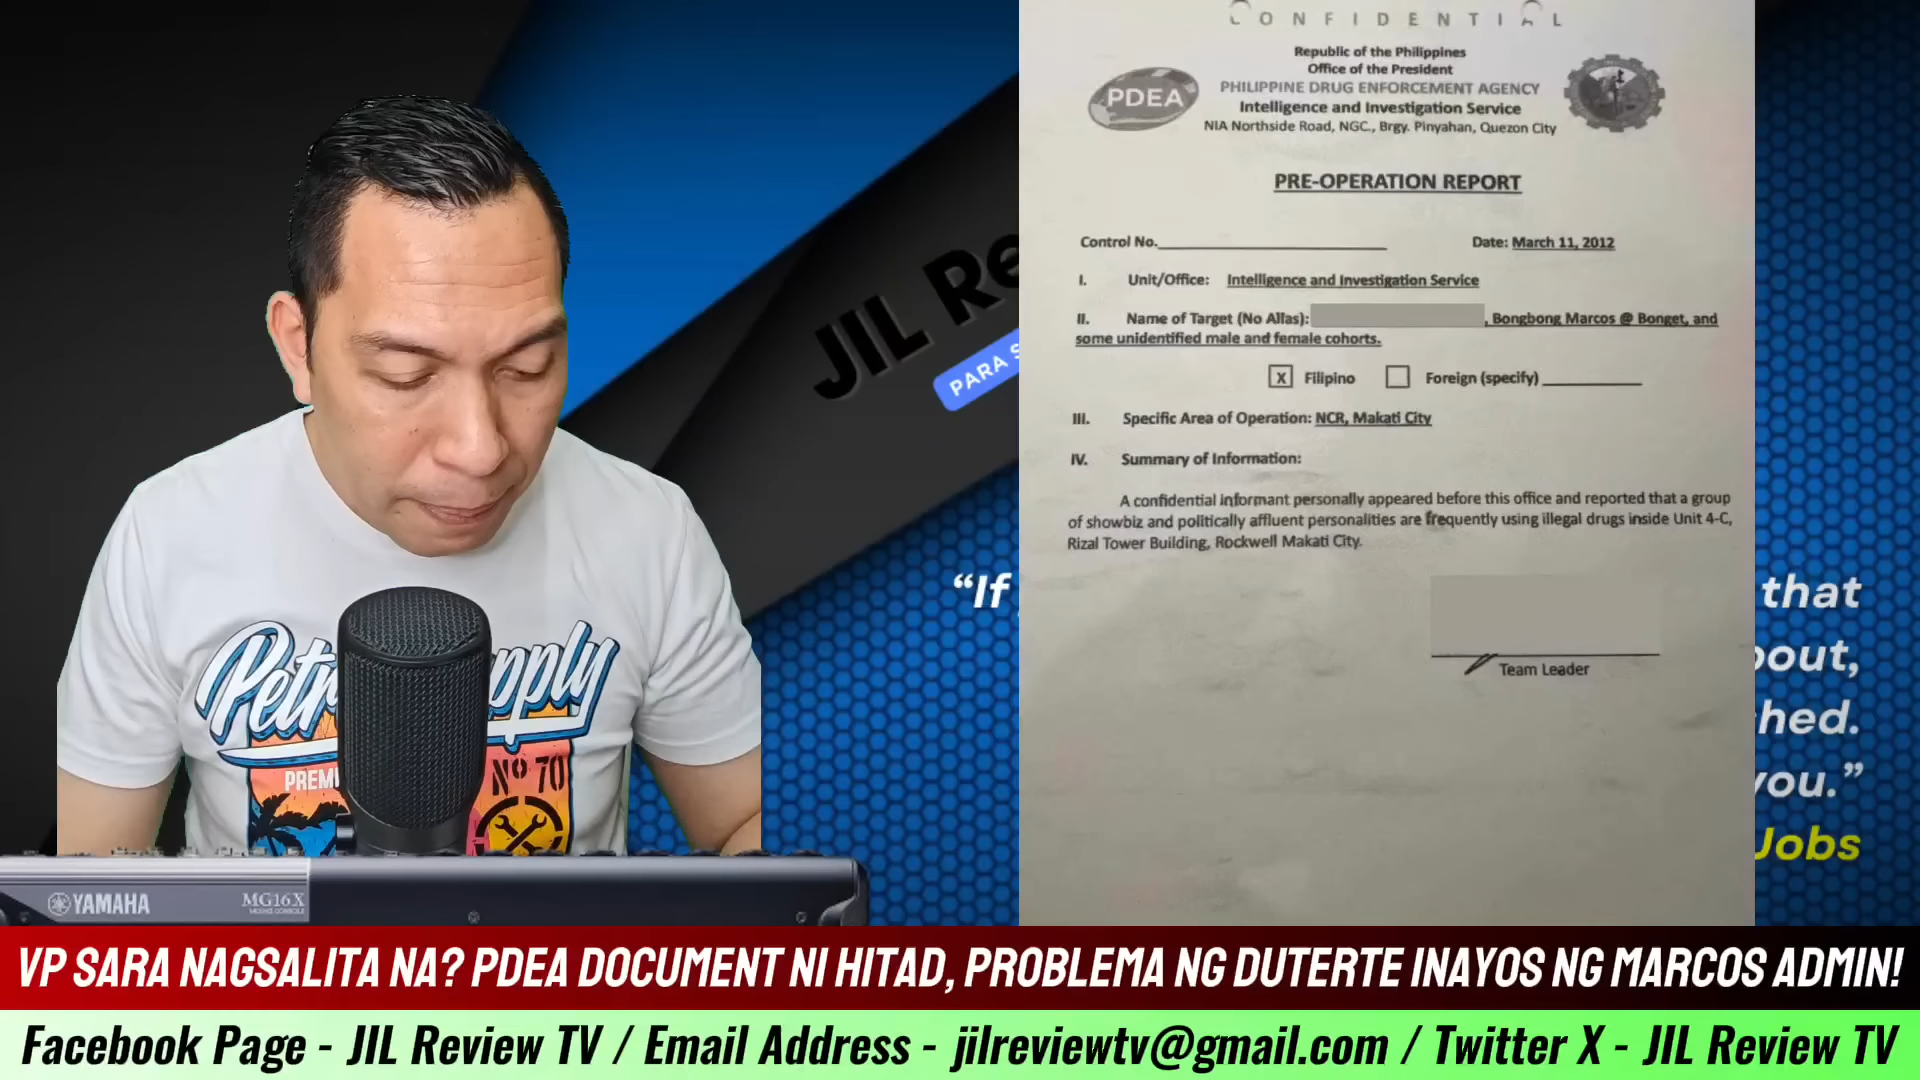 CONFIDENTIAL
Republic of the Philippines
Office of the President
PHILIPPINE DRUG ENFORCEMENT AGENCY
Intelligence and Investigation Service
NIA Northside Road, NGC., Brgy. Pinyahan, Quezon City
PDEA
PRE-OPERATION REPORT
Control No.
Date: March 11, 2012
I. Unit/Office: Intelligence and Investigation Service
II. Name of Target (No Alias): , Bongbong Marcos @ Bonget, and
some unidentified male and female cohorts.
X Filipino Foreign (specify)
III. Specific Area of Operation: NCR, Makati City
IV. Summary of Information:
A confidential informant personally appeared before this office and reported that a group
of showbiz and politically affluent personalities are frequently using illegal drugs inside Unit 4-C,
Rizal Tower Building, Rockwell Makati City.
Team Leader
JIL Re
PARA S
“If that
out,
hed.
you.”
Jobs
Petr pply
PREMI Nº 70
YAMAHA MG16X
VP SARA NAGSALITA NA? PDEA DOCUMENT NI HITAD, PROBLEMA NG DUTERTE INAYOS NG MARCOS ADMIN!
Facebook Page - JIL Review TV / Email Address - jilreviewtv@gmail.com / Twitter X - JIL Review TV